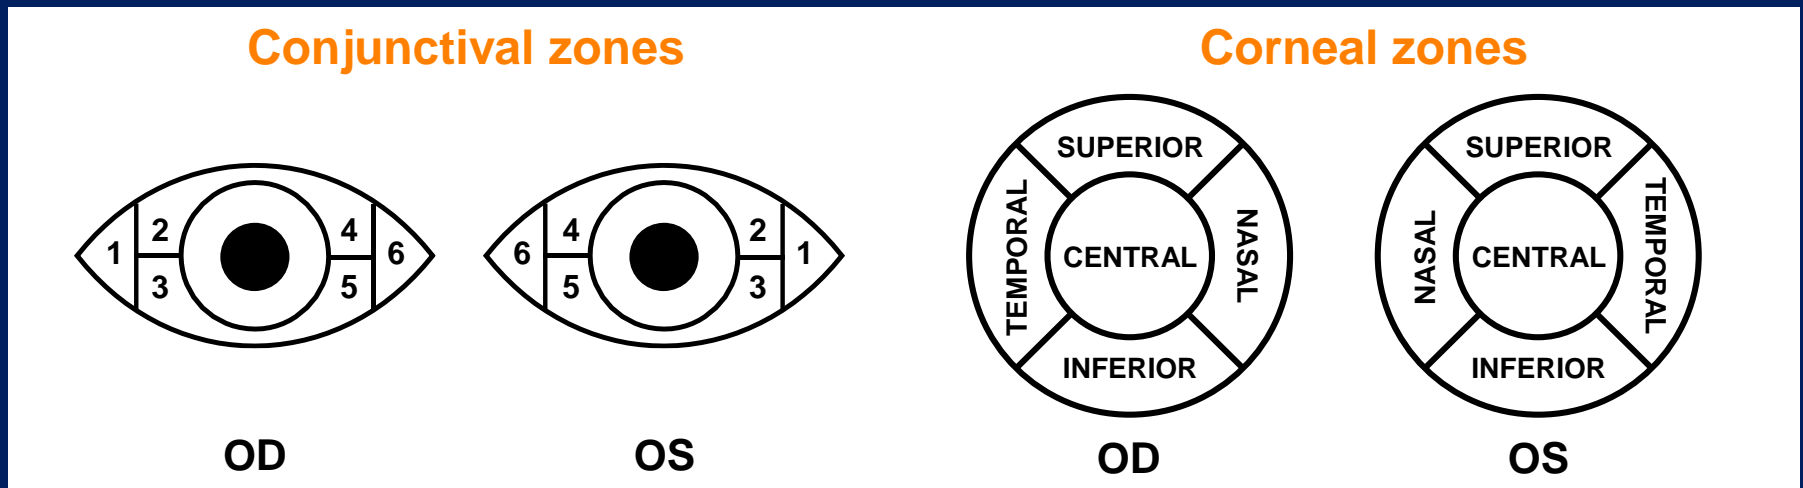 Conjunctival zones
1 2 3 4 5 6
OD
6 4 5 2 3 1
OS
Corneal zones
SUPERIOR
TEMPORAL
CENTRAL
NASAL
INFERIOR
OD
SUPERIOR
NASAL
CENTRAL
TEMPORAL
INFERIOR
OS